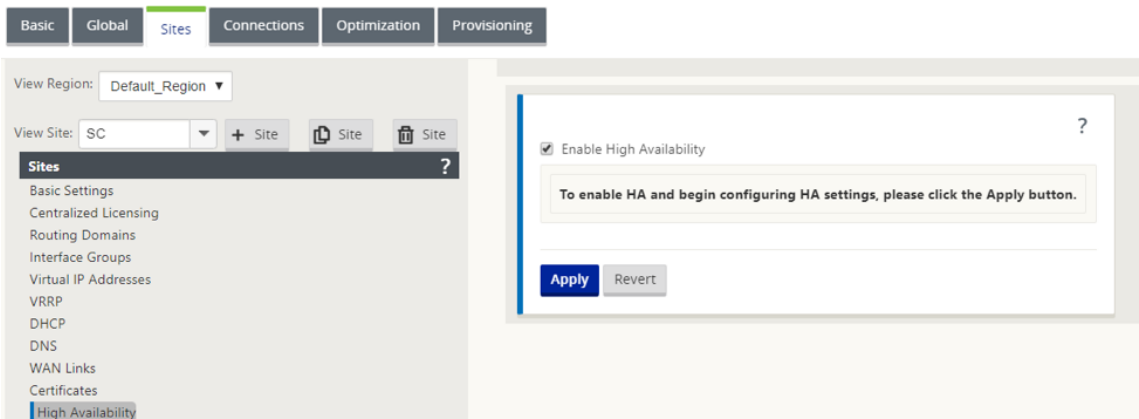 Basic Global Sites Connections Optimization Provisioning
View Region: Default_Region
View Site: SC + Site Site Site
Sites ?
Basic Settings
Centralized Licensing
Routing Domains
Interface Groups
Virtual IP Addresses
VRRP
DHCP
DNS
WAN Links
Certificates
High Availability
?
Enable High Availability
To enable HA and begin configuring HA settings, please click the Apply button.
Apply Revert